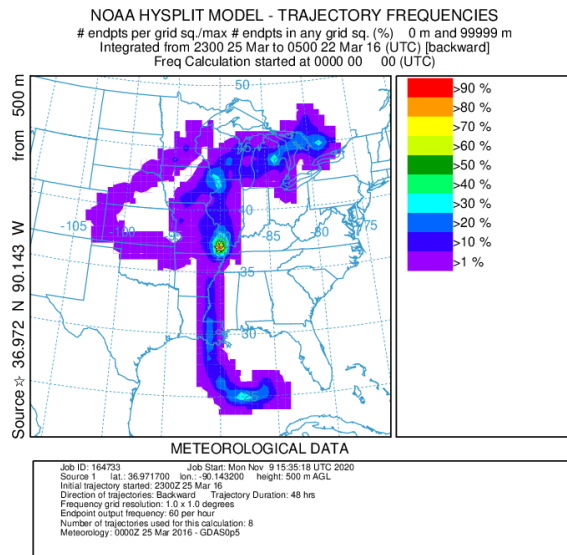 NOAA HYSPLIT MODEL - TRAJECTORY FREQUENCIES
# endpts per grid sq./max # endpts in any grid sq. (%) 0 m and 99999 m
Integrated from 2300 25 Mar to 0500 22 Mar 16 (UTC) [backward]
Freq Calculation started at 0000 00 00 (UTC)
Source ☆ 36.972 N 90.143 W from 500 m
50
45
40
-105
-100
-85
-75
35
30
25
>90 %
>80 %
>70 %
>60 %
>50 %
>40 %
>30 %
>20 %
>10 %
>1 %
METEOROLOGICAL DATA
Job ID: 164733 Job Start: Mon Nov 9 15:35:18 UTC 2020
Source 1 lat.: 36.971700 lon.: -90.143200 height: 500 m AGL
Initial trajectory started: 2300Z 25 Mar 16
Direction of trajectories: Backward Trajectory Duration: 48 hrs
Frequency grid resolution: 1.0 x 1.0 degrees
Endpoint output frequency: 60 per hour
Number of trajectories used for this calculation: 8
Meteorology: 0000Z 25 Mar 2016 - GDAS0p5